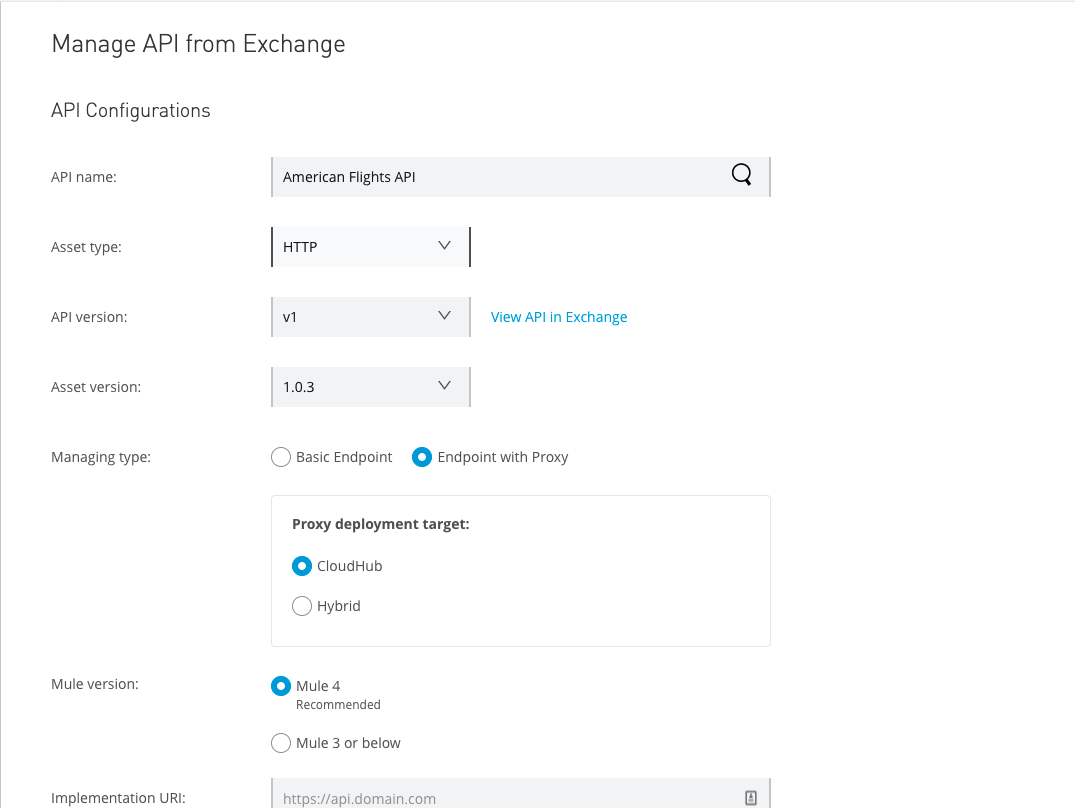 Manage API from Exchange
API Configurations
API name: American Flights API
Asset type: HTTP
API version: v1 View API in Exchange
Asset version: 1.0.3
Managing type: Basic Endpoint Endpoint with Proxy
Proxy deployment target:
CloudHub
Hybrid
Mule version: Mule 4
Recommended
Mule 3 or below
Implementation URI: https://api.domain.com